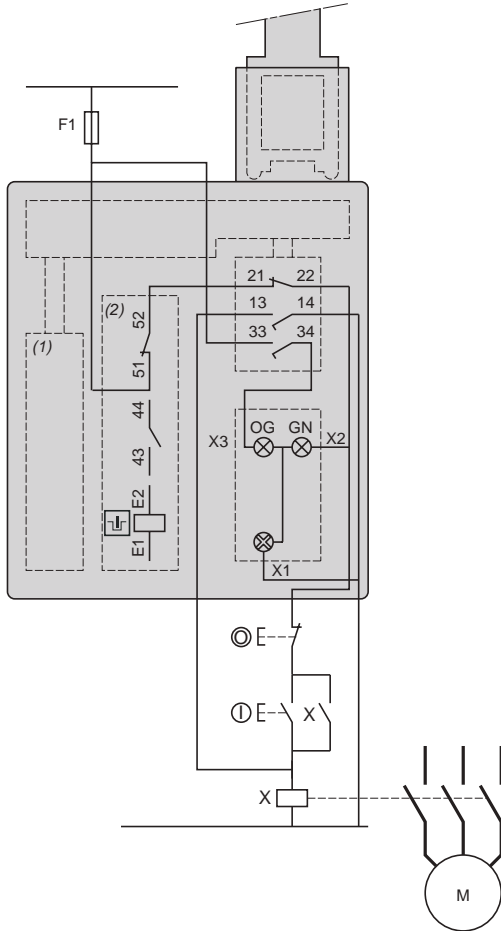 F1
21 22
(2)
13 14
52
(1)
33 34
51
44
OG GN
X3 X2
43
E2
E1
X1
O
I X
X
M